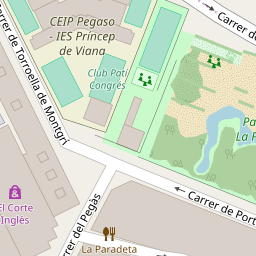 CEIP Pegaso
- IES Príncep
de Viana
Carrer
Club Pati
Congrés
Carrer de Torroella de Montgrí
Pa
La F
Carrer de Port
El Corte
Inglés
Carrer del Pegàs
La Paradeta